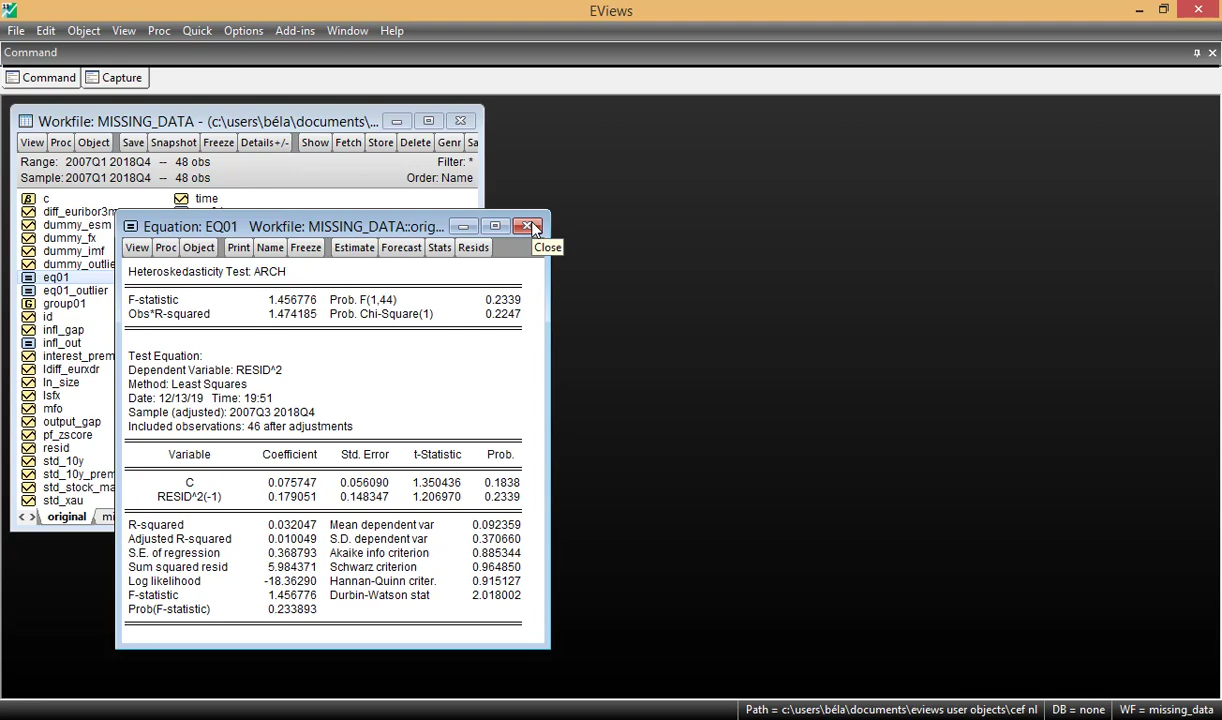 EViews
File Edit Object View Proc Quick Options Add-ins Window Help
Command
Command Capture
Workfile: MISSING_DATA - (c:\users\béla\documents\...
View Proc Object Save Snapshot Freeze Details+/- Show Fetch Store Delete Genr Sa
Range: 2007Q1 2018Q4 -- 48 obs Filter: *
Sample: 2007Q1 2018Q4 -- 48 obs Order: Name
c time
diff_euribor3m
dummy_esm
dummy_fx
dummy_imf
dummy_outlie
eq01
eq01_outlier
group01
id
infl_gap
infl_out
interest_prem
ldiff_eurxdr
ln_size
lsfx
mfo
output_gap
pf_zscore
resid
std_10y
std_10y_prem
std_stock_ma
std_xau
< > original mi
Equation: EQ01 Workfile: MISSING_DATA::orig...
Close
View Proc Object Print Name Freeze Estimate Forecast Stats Resids
Heteroskedasticity Test: ARCH
F-statistic 1.456776 Prob. F(1,44) 0.2339
Obs*R-squared 1.474185 Prob. Chi-Square(1) 0.2247
Test Equation:
Dependent Variable: RESID^2
Method: Least Squares
Date: 12/13/19 Time: 19:51
Sample (adjusted): 2007Q3 2018Q4
Included observations: 46 after adjustments
Variable Coefficient Std. Error t-Statistic Prob.
C 0.075747 0.056090 1.350436 0.1838
RESID^2(-1) 0.179051 0.148347 1.206970 0.2339
R-squared 0.032047 Mean dependent var 0.092359
Adjusted R-squared 0.010049 S.D. dependent var 0.370660
S.E. of regression 0.368793 Akaike info criterion 0.885344
Sum squared resid 5.984371 Schwarz criterion 0.964850
Log likelihood -18.36290 Hannan-Quinn criter. 0.915127
F-statistic 1.456776 Durbin-Watson stat 2.018002
Prob(F-statistic) 0.233893
Path = c:\users\béla\documents\eviews user objects\cef nl DB = none WF = missing_data